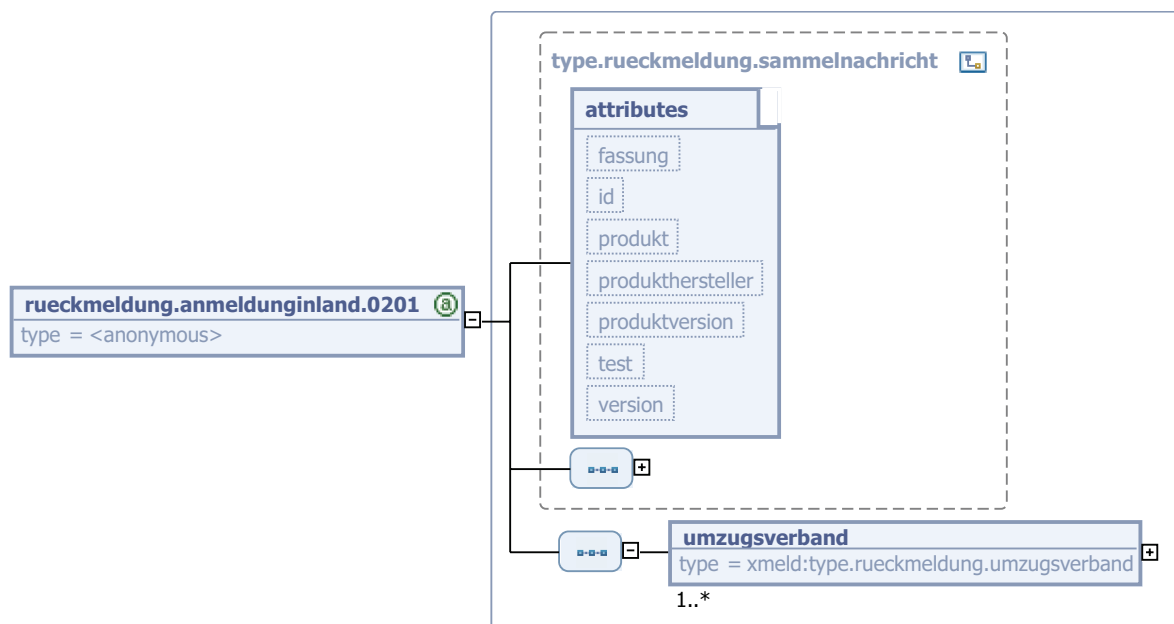 type.rueckmeldung.sammelnachricht
attributes
fassung
id
produkt
produkthersteller
produktversion
test
version
rueckmeldung.anmeldunginland.0201 @
type = <anonymous>
umzugsverband
type = xmeld:type.rueckmeldung.umzugsverband
1..*